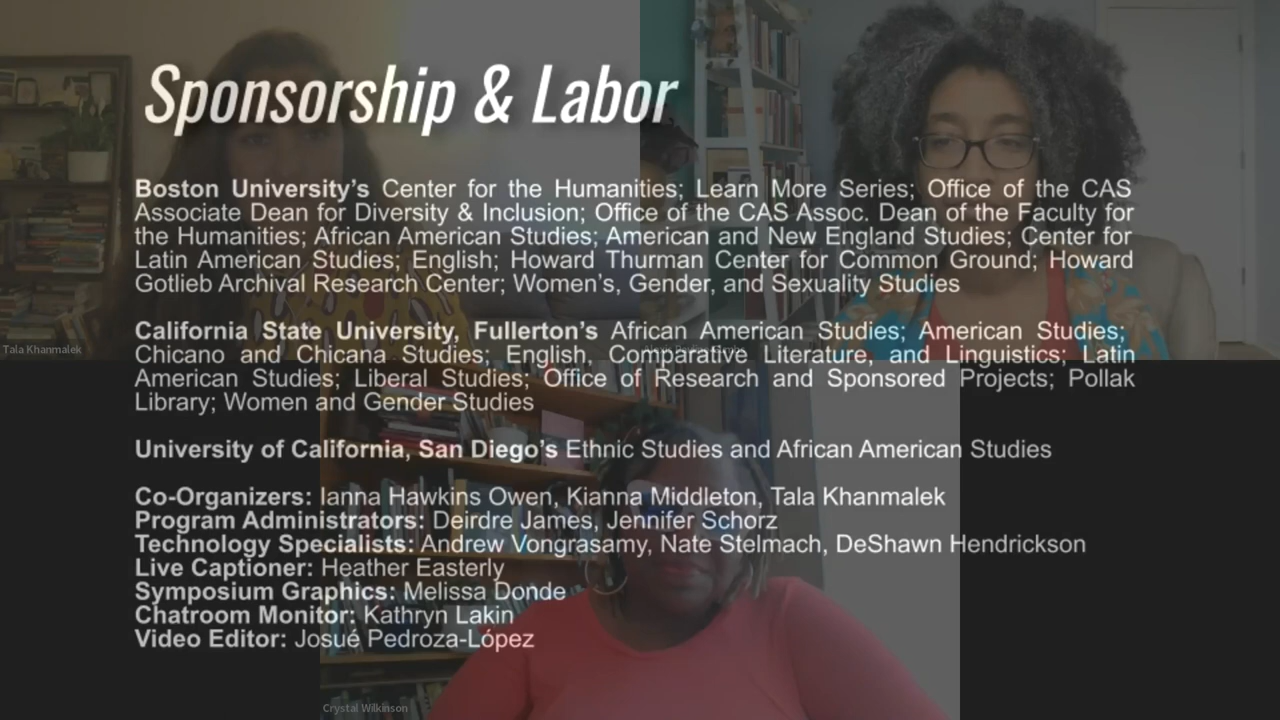 Sponsorship & Labor
Boston University’s Center for the Humanities; Learn More Series; Office of the CAS
Associate Dean for Diversity & Inclusion; Office of the CAS Assoc. Dean of the Faculty for
the Humanities; African American Studies; American and New England Studies; Center for
Latin American Studies; English; Howard Thurman Center for Common Ground; Howard
Gotlieb Archival Research Center; Women’s, Gender, and Sexuality Studies
California State University, Fullerton’s African American Studies; American Studies;
Chicano and Chicana Studies; English, Comparative Literature, and Linguistics; Latin
American Studies; Liberal Studies; Office of Research and Sponsored Projects; Pollak
Library; Women and Gender Studies
University of California, San Diego’s Ethnic Studies and African American Studies
Co-Organizers: Ianna Hawkins Owen, Kianna Middleton, Tala Khanmalek
Program Administrators: Deirdre James, Jennifer Schorz
Technology Specialists: Andrew Vongrasamy, Nate Stelmach, DeShawn Hendrickson
Live Captioner: Heather Easterly
Symposium Graphics: Melissa Donde
Chatroom Monitor: Kathryn Lakin
Video Editor: Josué Pedroza-López
Tala Khanmalek
Crystal Wilkinson